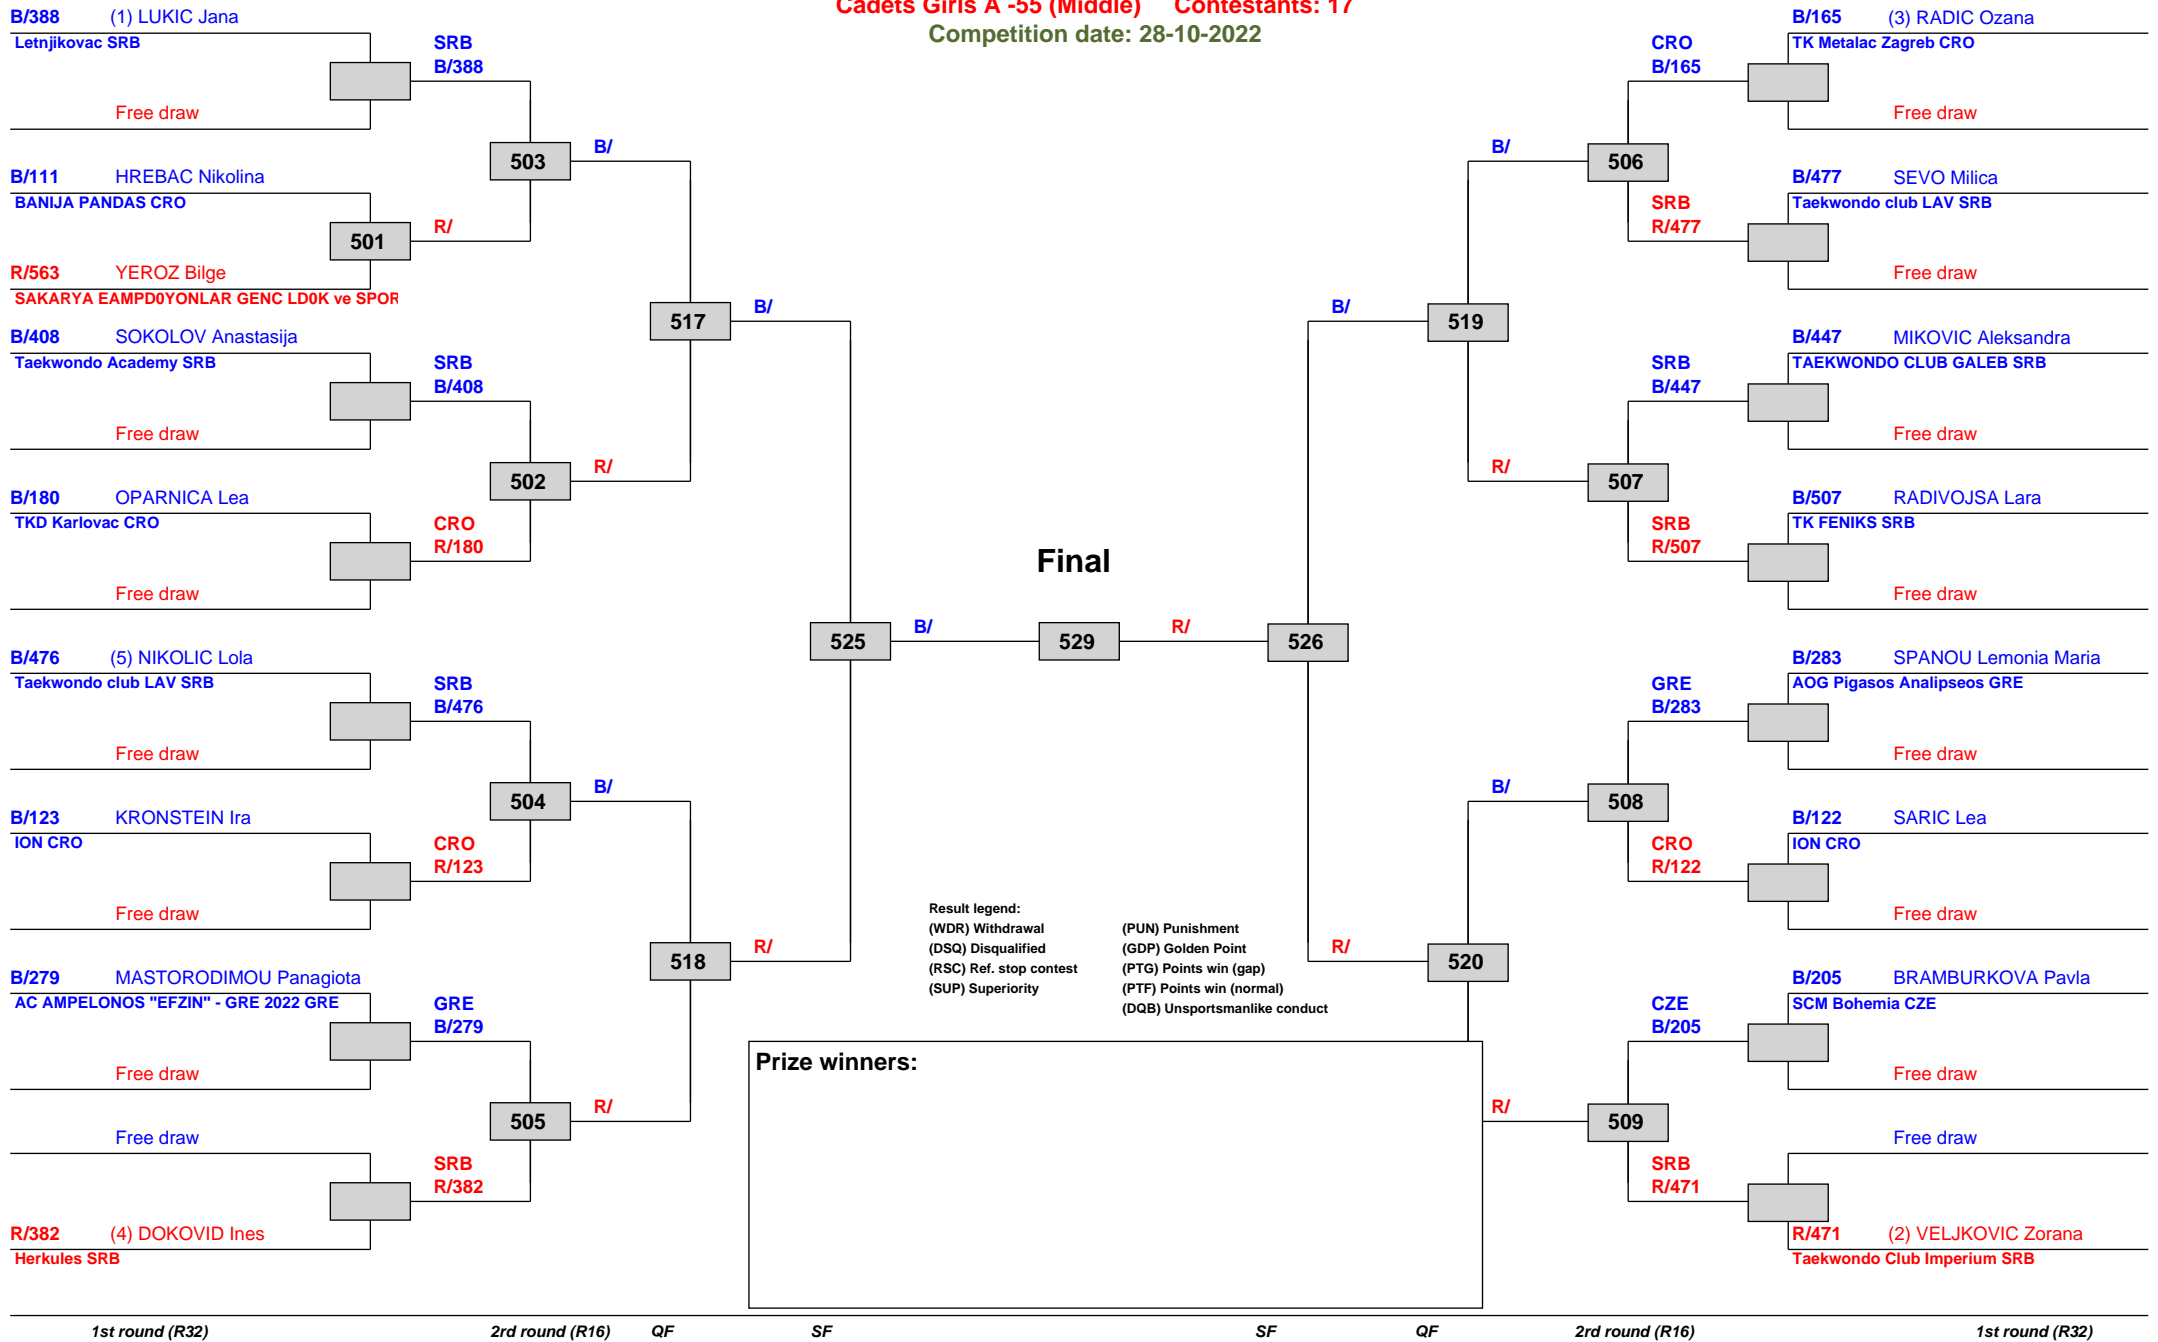 Cadets Girls A -55 (Middle) Contestants: 17
Competition date: 28-10-2022
B/388 (1) LUKIC Jana
Letnjikovac SRB
Free draw
SRB
B/388
B/111 HREBAC Nikolina
BANIJA PANDAS CRO
501
R/
R/563 YEROZ Bilge
SAKARYA EAMPD0YONLAR GENC LD0K ve SPOR
503
B/
B/408 SOKOLOV Anastasija
Taekwondo Academy SRB
Free draw
SRB
B/408
B/180 OPARNICA Lea
TKD Karlovac CRO
Free draw
CRO
R/180
502
R/
517
B/
B/476 (5) NIKOLIC Lola
Taekwondo club LAV SRB
Free draw
SRB
B/476
B/123 KRONSTEIN Ira
ION CRO
Free draw
CRO
R/123
504
B/
B/279 MASTORODIMOU Panagiota
AC AMPELONOS "EFZIN" - GRE 2022 GRE
Free draw
GRE
B/279
Free draw
R/382 (4) DOKOVID Ines
Herkules SRB
SRB
R/382
505
R/
518
R/
525
B/
Final
529
R/
526
B/
519
B/
506
CRO
B/165
B/165 (3) RADIC Ozana
TK Metalac Zagreb CRO
Free draw
SRB
R/477
B/477 SEVO Milica
Taekwondo club LAV SRB
Free draw
R/
507
SRB
B/447
B/447 MIKOVIC Aleksandra
TAEKWONDO CLUB GALEB SRB
Free draw
SRB
R/507
B/507 RADIVOJSA Lara
TK FENIKS SRB
Free draw
R/
520
B/
508
GRE
B/283
B/283 SPANOU Lemonia Maria
AOG Pigasos Analipseos GRE
Free draw
CRO
R/122
B/122 SARIC Lea
ION CRO
Free draw
R/
509
CZE
B/205
B/205 BRAMBURKOVA Pavla
SCM Bohemia CZE
Free draw
SRB
R/471
Free draw
R/471 (2) VELJKOVIC Zorana
Taekwondo Club Imperium SRB
Result legend:
(WDR) Withdrawal (PUN) Punishment
(DSQ) Disqualified (GDP) Golden Point
(RSC) Ref. stop contest (PTG) Points win (gap)
(SUP) Superiority (PTF) Points win (normal)
(DQB) Unsportsmanlike conduct
Prize winners:
1st round (R32) 2rd round (R16) QF SF SF QF 2rd round (R16) 1st round (R32)